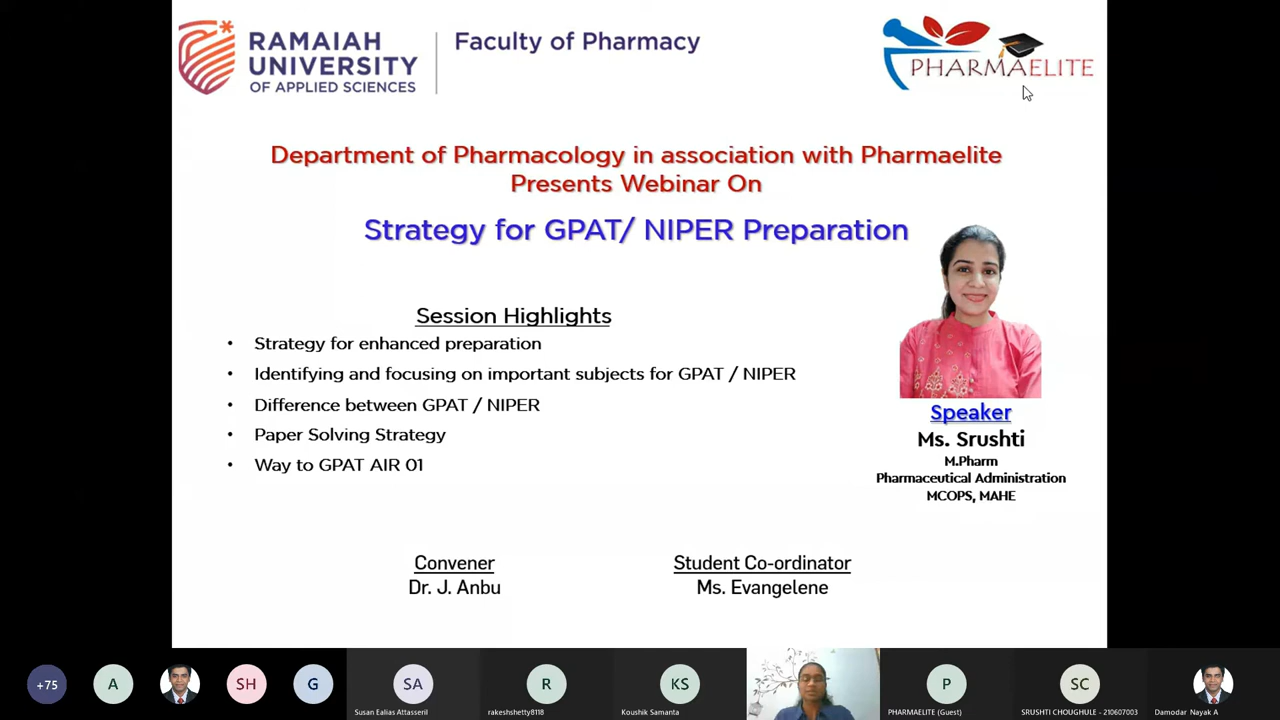 RAMAIAH
UNIVERSITY
OF APPLIED SCIENCES
Faculty of Pharmacy
PHARMAELITE
Department of Pharmacology in association with Pharmaelite
Presents Webinar On
Strategy for GPAT/ NIPER Preparation
Session Highlights
• Strategy for enhanced preparation
• Identifying and focusing on important subjects for GPAT / NIPER
• Difference between GPAT / NIPER
• Paper Solving Strategy
• Way to GPAT AIR 01
Speaker
Ms. Srushti
M.Pharm
Pharmaceutical Administration
MCOPS, MAHE
Convener
Dr. J. Anbu
Student Co-ordinator
Ms. Evangelene
+75
A
SH
G
SA
Susan Ealias Attasseril
R
rakeshshetty8118
KS
Koushik Samanta
P
PHARMAELITE (Guest)
SC
SRUSHTI CHOUGHULE - 210607003
Damodar Nayak A